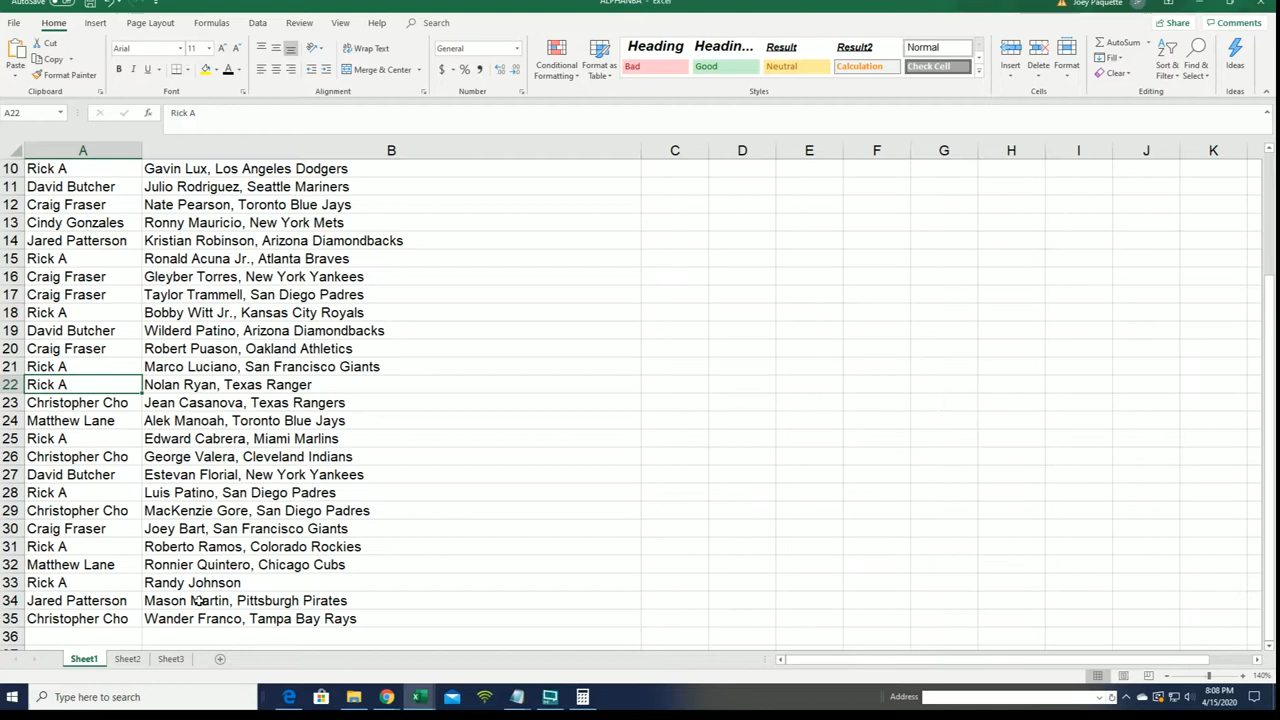 AutoSave
ALPHANBA - Excel
Joey Paquette
JP
File Home Insert Page Layout Formulas Data Review View Help Search
Share Comments
Paste
Cut
Copy
Format Painter
Clipboard
Arial 11
B I U
Font
Wrap Text
Merge & Center
Alignment
General
$ % ,
Number
Conditional Formatting
Format as Table
Heading Headin... Result Result2 Normal
Bad Good Neutral Calculation Check Cell
Styles
Insert Delete Format
Cells
AutoSum
Fill
Clear
Sort & Filter
Find & Select
Editing
Ideas
Ideas
A22 fx Rick A
A B C D E F G H I J K
10 Rick A Gavin Lux, Los Angeles Dodgers
11 David Butcher Julio Rodriguez, Seattle Mariners
12 Craig Fraser Nate Pearson, Toronto Blue Jays
13 Cindy Gonzales Ronny Mauricio, New York Mets
14 Jared Patterson Kristian Robinson, Arizona Diamondbacks
15 Rick A Ronald Acuna Jr., Atlanta Braves
16 Craig Fraser Gleyber Torres, New York Yankees
17 Craig Fraser Taylor Trammell, San Diego Padres
18 Rick A Bobby Witt Jr., Kansas City Royals
19 David Butcher Wilderd Patino, Arizona Diamondbacks
20 Craig Fraser Robert Puason, Oakland Athletics
21 Rick A Marco Luciano, San Francisco Giants
22 Rick A Nolan Ryan, Texas Ranger
23 Christopher Cho Jean Casanova, Texas Rangers
24 Matthew Lane Alek Manoah, Toronto Blue Jays
25 Rick A Edward Cabrera, Miami Marlins
26 Christopher Cho George Valera, Cleveland Indians
27 David Butcher Estevan Florial, New York Yankees
28 Rick A Luis Patino, San Diego Padres
29 Christopher Cho MacKenzie Gore, San Diego Padres
30 Craig Fraser Joey Bart, San Francisco Giants
31 Rick A Roberto Ramos, Colorado Rockies
32 Matthew Lane Ronnier Quintero, Chicago Cubs
33 Rick A Randy Johnson
34 Jared Patterson Mason Martin, Pittsburgh Pirates
35 Christopher Cho Wander Franco, Tampa Bay Rays
36
Sheet1 Sheet2 Sheet3
140%
Type here to search
Address
8:08 PM
4/15/2020